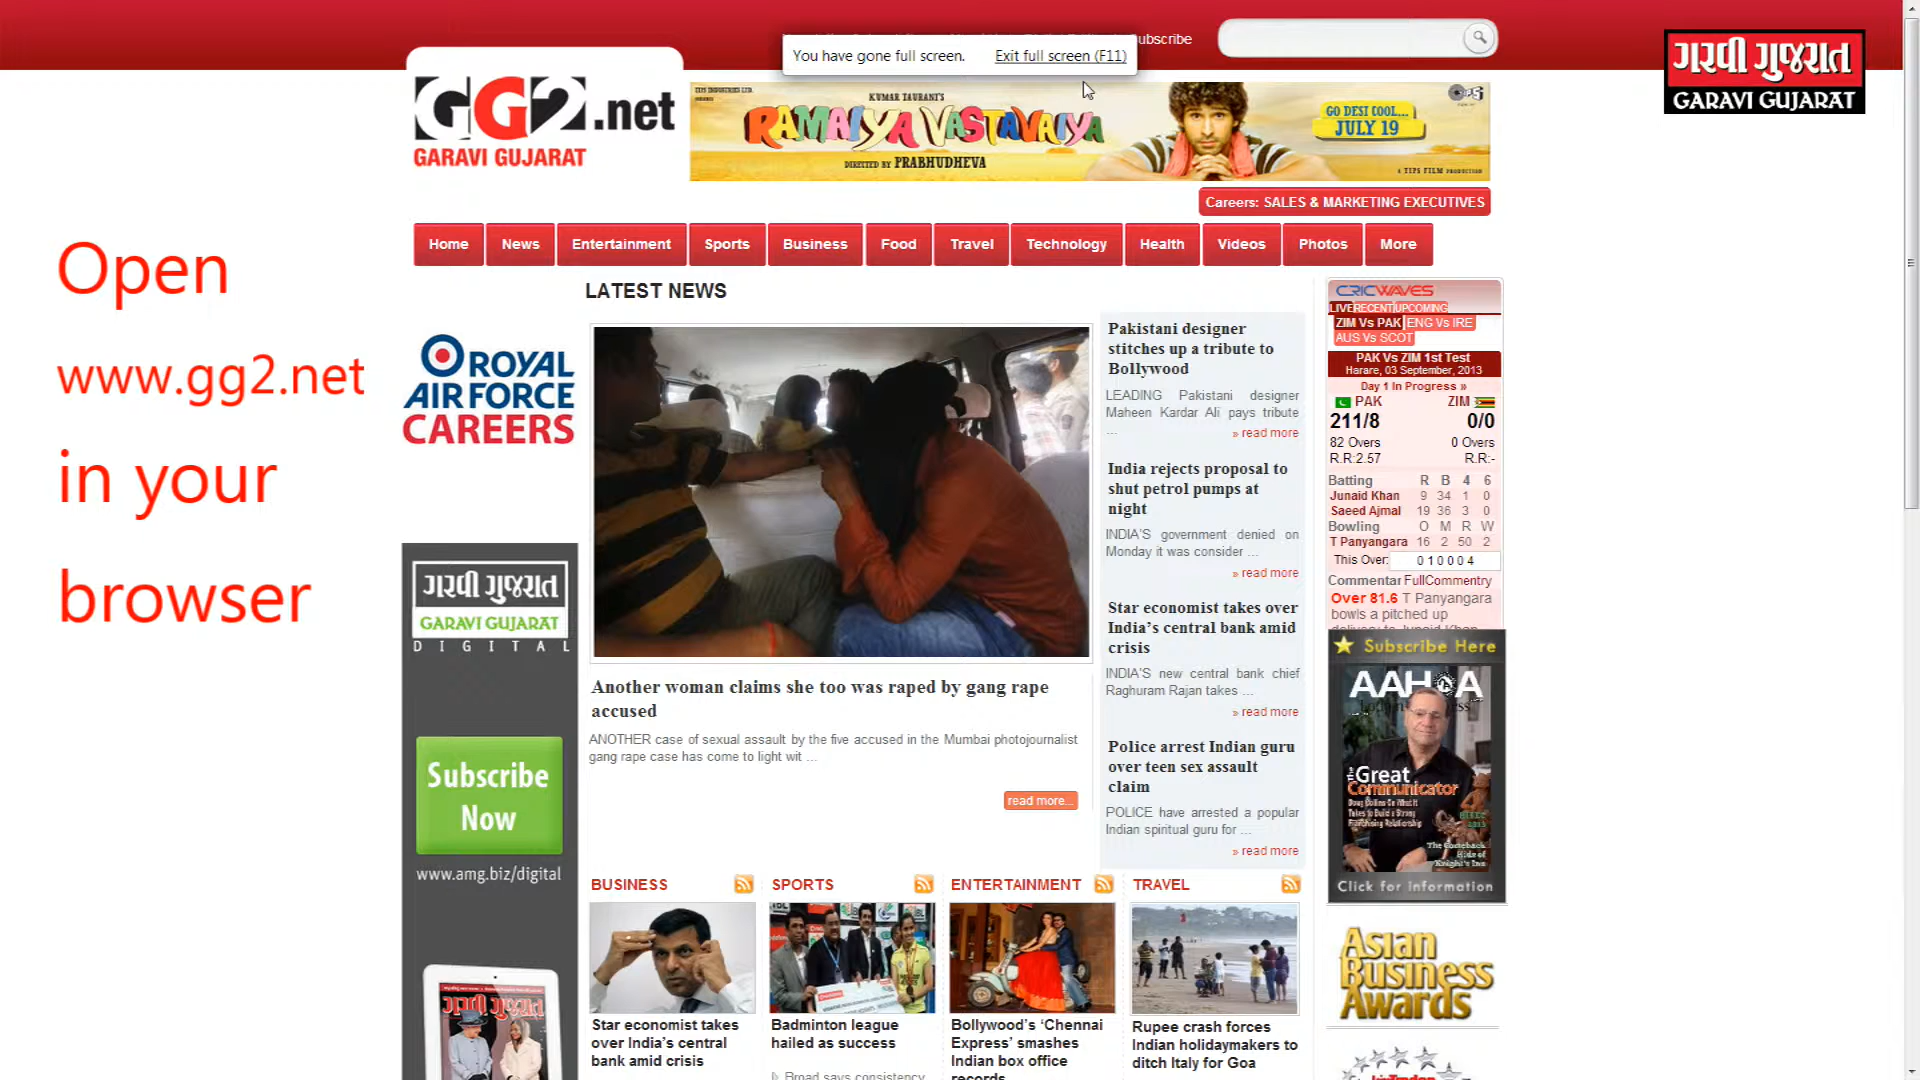 Subscribe
You have gone full screen. Exit full screen (F11)
ગરવી ગુજરાત
GARAVI GUJARAT
GG2.net
GARAVI GUJARAT
KUMAR TAURANI'S
RAMAIYA VASTAVAIYA
DIRECTED BY PRABHUDHEVA
GO DESI COOL...
JULY 19
A TIPS FILM PRODUCTION
Careers: SALES & MARKETING EXECUTIVES
Home News Entertainment Sports Business Food Travel Technology Health Videos Photos More
Open
www.gg2.net
in your
browser
ROYAL
AIR FORCE
CAREERS
ગરવી ગુજરાત
GARAVI GUJARAT
DIGITAL
Subscribe
Now
www.amg.biz/digital
ગરવી ગુજરાત
LATEST NEWS
Another woman claims she too was raped by gang rape
accused
ANOTHER case of sexual assault by the five accused in the Mumbai photojournalist
gang rape case has come to light wit ...
read more...
Pakistani designer
stitches up a tribute to
Bollywood
LEADING Pakistani designer
Maheen Kardar Ali pays tribute
...
» read more
India rejects proposal to
shut petrol pumps at
night
INDIA'S government denied on
Monday it was consider ...
» read more
Star economist takes over
India's central bank amid
crisis
INDIA'S new central bank chief
Raghuram Rajan takes ...
» read more
Police arrest Indian guru
over teen sex assault
claim
POLICE have arrested a popular
Indian spiritual guru for ...
» read more
CRICWAVES
LIVE RECENT UPCOMING
ZIM Vs PAK ENG Vs IRE
AUS Vs SCOT
PAK Vs ZIM 1st Test
Harare, 03 September, 2013
Day 1 In Progress »
PAK ZIM
211/8 0/0
82 Overs 0 Overs
R.R:2.57 R.R:-
Batting R B 4 6
Junaid Khan 9 34 1 0
Saeed Ajmal 19 36 3 0
Bowling O M R W
T Panyangara 16 2 50 2
This Over: 0 1 0 0 0 4
Commentar FullCommentry
Over 81.6 T Panyangara
bowls a pitched up
delivery to Junaid Khan
Subscribe Here
AAHOA
The Great
Communicator
Click for Information
Asian
Business
Awards
BUSINESS
Star economist takes
over India's central
bank amid crisis
SPORTS
Badminton league
hailed as success
Broad says consistency
ENTERTAINMENT
Bollywood's 'Chennai
Express' smashes
Indian box office
records
TRAVEL
Rupee crash forces
Indian holidaymakers to
ditch Italy for Goa